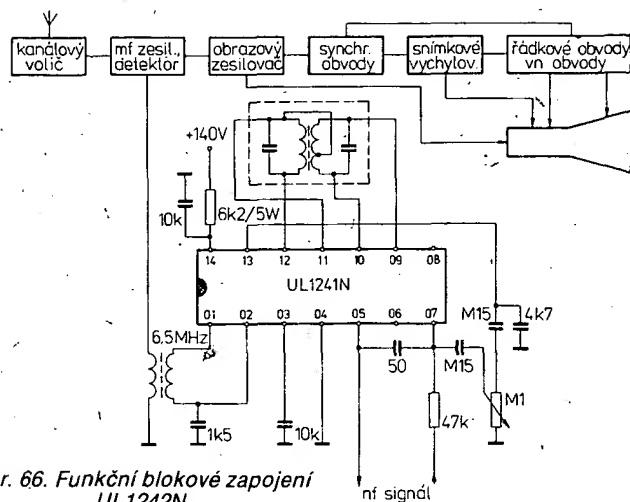 kanálový
volič
mf zesil.,
detektor
obrazový
zesilovač
synchr.
obvody
snímkové
vychylov.
řádkové obvody
vn obvody
+140V
10k
6k2/5W
14
13
12
11
10
09
08
UL1241N
01
02
03
04
05
06
07
6,5MHz
M15
4k7
50
M15
M1
1k5
10k
47k
nf signál
r. 66. Funkční blokové zapojení
UL1242N